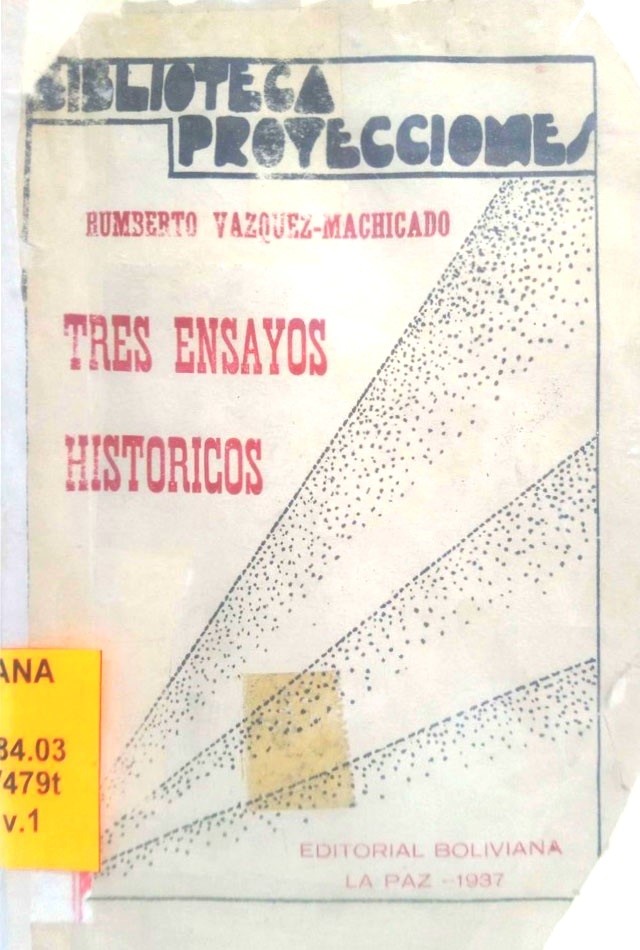 BIBLIOTECA
PROYECCIONES
HUMBERTO VAZQUEZ-MACHICADO
TRES ENSAYOS
HISTORICOS
ANA
84.03
479t
v.1
EDITORIAL BOLIVIANA
LA PAZ -1937